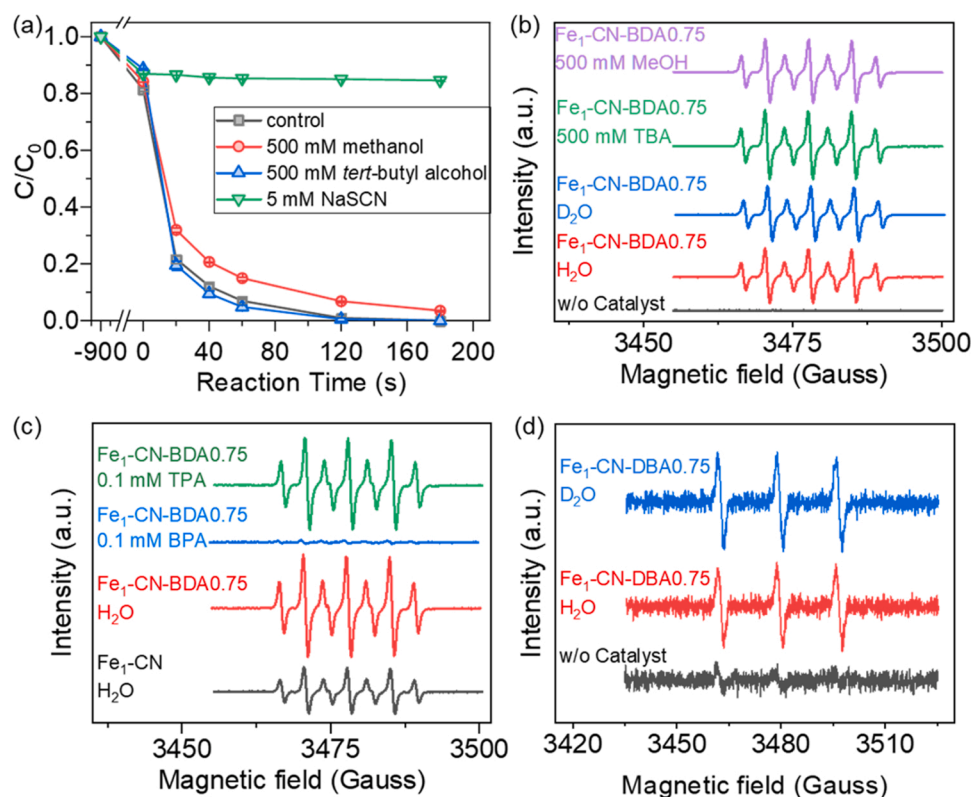 (a)
1.0
0.8
0.6
0.4
0.2
0.0
C/C₀
control
500 mM methanol
500 mM tert-butyl alcohol
5 mM NaSCN
-900 0 40 80 120 160 200
Reaction Time (s)
(b)
Intensity (a.u.)
Fe₁-CN-BDA0.75
500 mM MeOH
Fe₁-CN-BDA0.75
500 mM TBA
Fe₁-CN-BDA0.75
D₂O
Fe₁-CN-BDA0.75
H₂O
w/o Catalyst
3450 3475 3500
Magnetic field (Gauss)
(c)
Intensity (a.u.)
Fe₁-CN-BDA0.75
0.1 mM TPA
Fe₁-CN-BDA0.75
0.1 mM BPA
Fe₁-CN-BDA0.75
H₂O
Fe₁-CN
H₂O
3450 3475 3500
Magnetic field (Gauss)
(d)
Intensity (a.u.)
Fe₁-CN-DBA0.75
D₂O
Fe₁-CN-DBA0.75
H₂O
w/o Catalyst
3420 3450 3480 3510
Magnetic field (Gauss)